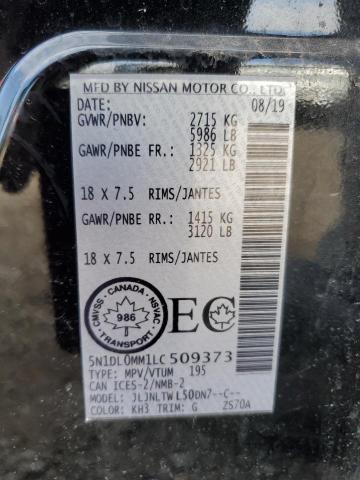 MFD BY NISSAN MOTOR CO., LTD.
DATE: 08/19
GVWR/PNBV: 2715 KG
5986 LB
GAWR/PNBE FR.: 1325 KG
2921 LB
18 X 7.5 RIMS/JANTES
GAWR/PNBE RR.: 1415 KG
3120 LB
18 X 7.5 RIMS/JANTES
CANADA
CMVSS NSVAC
986
TRANSPORT
EC
5N1DL0MM1LC509373
TYPE: MPV/VTUM 195
CAN ICES-2/NMB-2
MODEL: JLJNLTWL50DN7--C--
COLOR: KH3 TRIM: G ZS70A